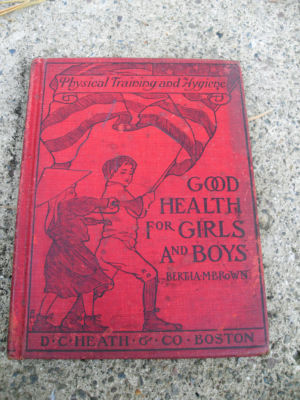 Physical Training and Hygiene
GOOD
HEALTH
FOR GIRLS
AND BOYS
BERTHA M. BROWN
D · C · HEATH · & · CO · BOSTON